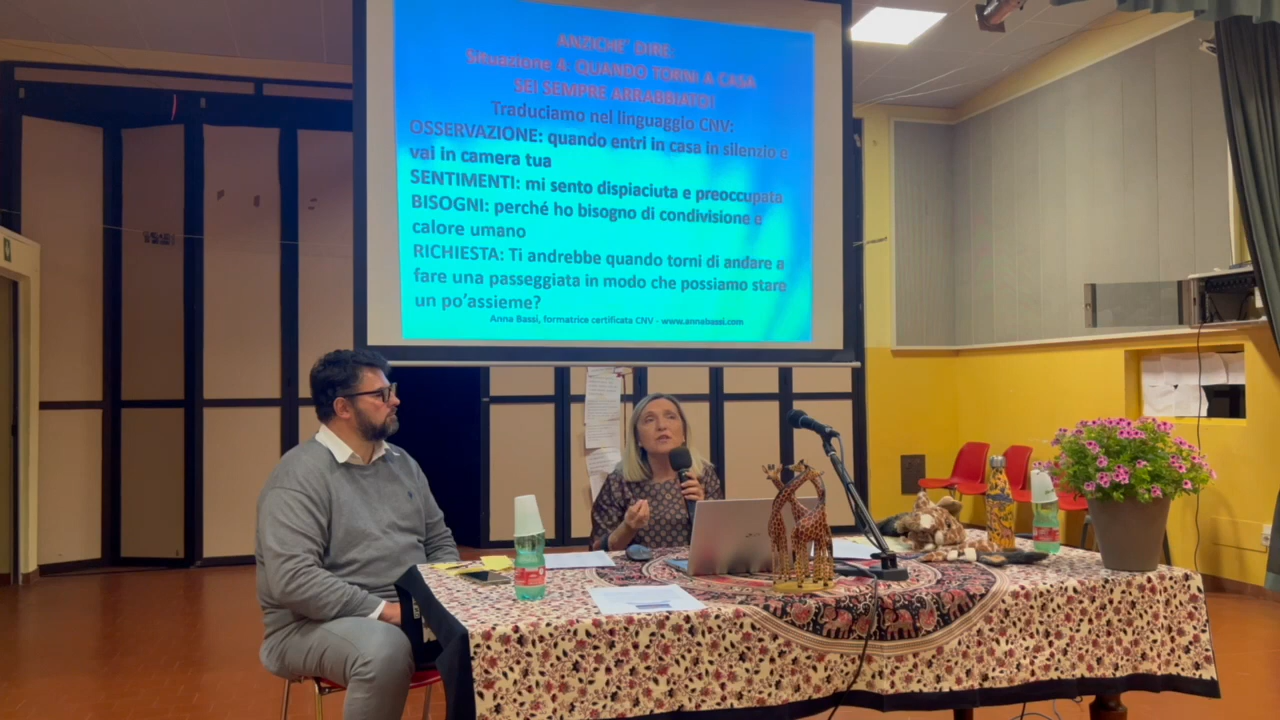 ANZICHE' DIRE:
Situazione 4. QUANDO TORNI A CASA
SEI SEMPRE ARRABBIATO!
Traduciamo nel linguaggio CNV:
OSSERVAZIONE: quando entri in casa in silenzio e
vai in camera tua
SENTIMENTI: mi sento dispiaciuta e preoccupata
BISOGNI: perché ho bisogno di condivisione e
calore umano
RICHIESTA: Ti andrebbe quando torni di andare a
fare una passeggiata in modo che possiamo stare
un po'assieme?
Anna Bassi, formatrice certificata CNV - www.annabassi.com